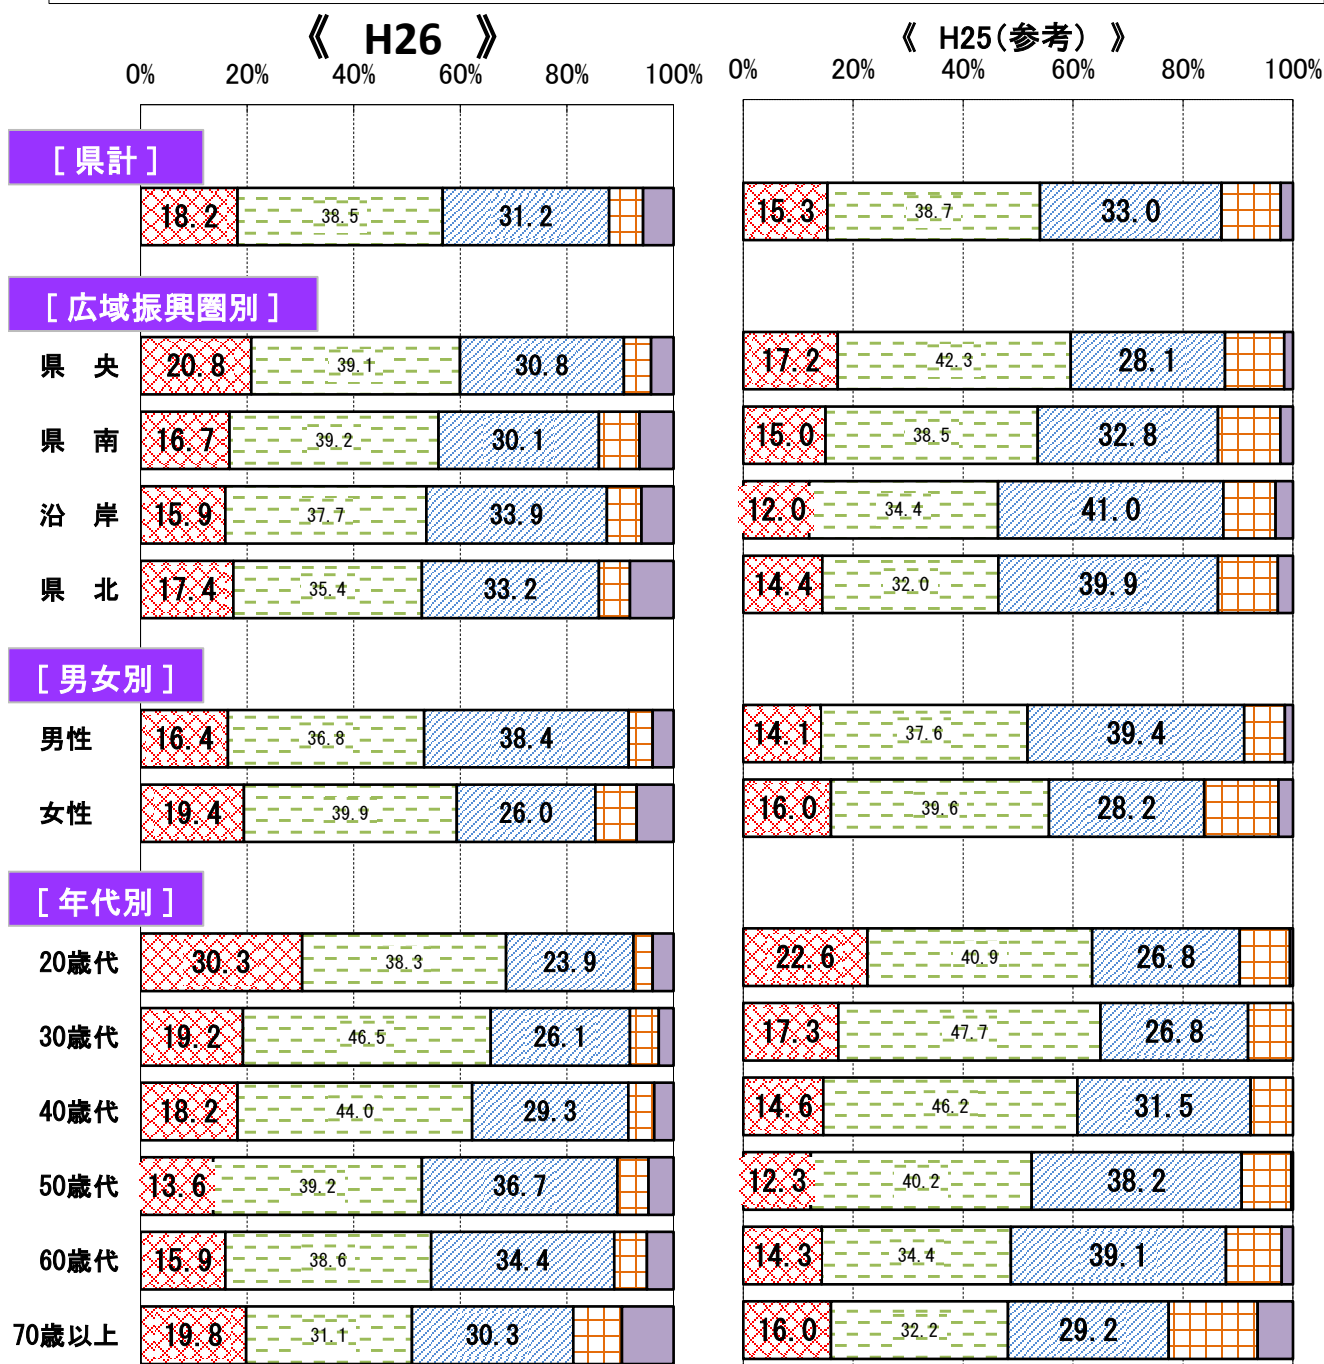 《 H26 》 《 H25(参考) 》
0% 20% 40% 60% 80% 100% 0% 20% 40% 60% 80% 100%
[ 県計 ]
18.2 38.5 31.2 15.3 38.7 33.0
[ 広域振興圏別 ]
県 央 20.8 39.1 30.8 17.2 42.3 28.1
県 南 16.7 39.2 30.1 15.0 38.5 32.8
沿 岸 15.9 37.7 33.9 12.0 34.4 41.0
県 北 17.4 35.4 33.2 14.4 32.0 39.9
[ 男女別 ]
男性 16.4 36.8 38.4 14.1 37.6 39.4
女性 19.4 39.9 26.0 16.0 39.6 28.2
[ 年代別 ]
20歳代 30.3 38.3 23.9 22.6 40.9 26.8
30歳代 19.2 46.5 26.1 17.3 47.7 26.8
40歳代 18.2 44.0 29.3 14.6 46.2 31.5
50歳代 13.6 39.2 36.7 12.3 40.2 38.2
60歳代 15.9 38.6 34.4 14.3 34.4 39.1
70歳以上 19.8 31.1 30.3 16.0 32.2 29.2